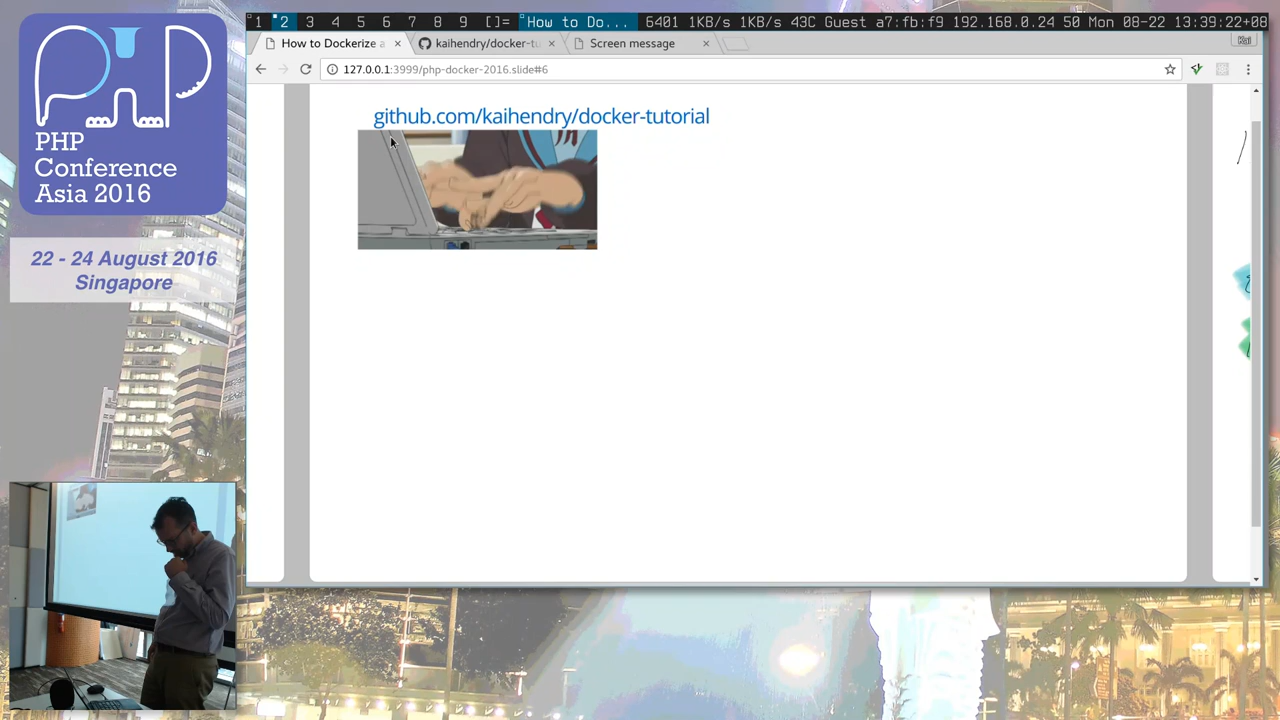 PHP
Conference
Asia 2016
22 - 24 August 2016
Singapore
1 2 3 4 5 6 7 8 9 []= How to Do... 6401 1KB/s 1KB/s 43C Guest a7:fb:f9 192.168.0.24 50 Mon 08-22 13:39:22+08
How to Dockerize a
kaihendry/docker-tu
Screen message
Kai
127.0.0.1:3999/php-docker-2016.slide#6
github.com/kaihendry/docker-tutorial